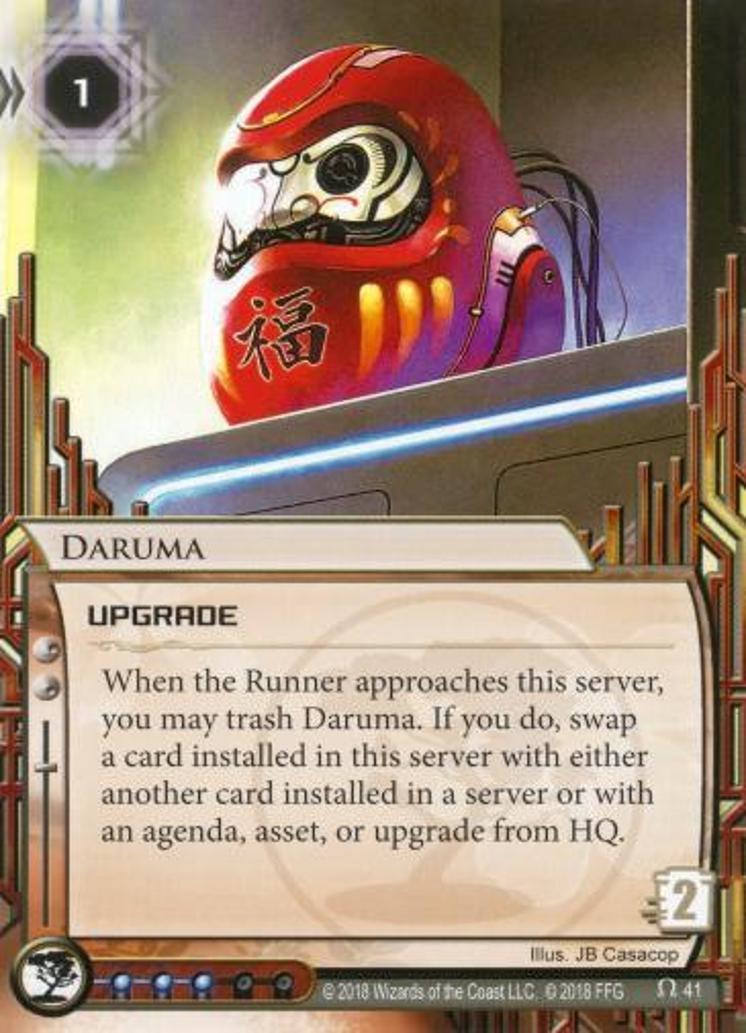 1
福
DARUMA
UPGRADE
When the Runner approaches this server,
you may trash Daruma. If you do, swap
a card installed in this server with either
another card installed in a server or with
an agenda, asset, or upgrade from HQ.
2
Illus. JB Casacop
© 2018 Wizards of the Coast LLC. © 2018 FFG Ω 41